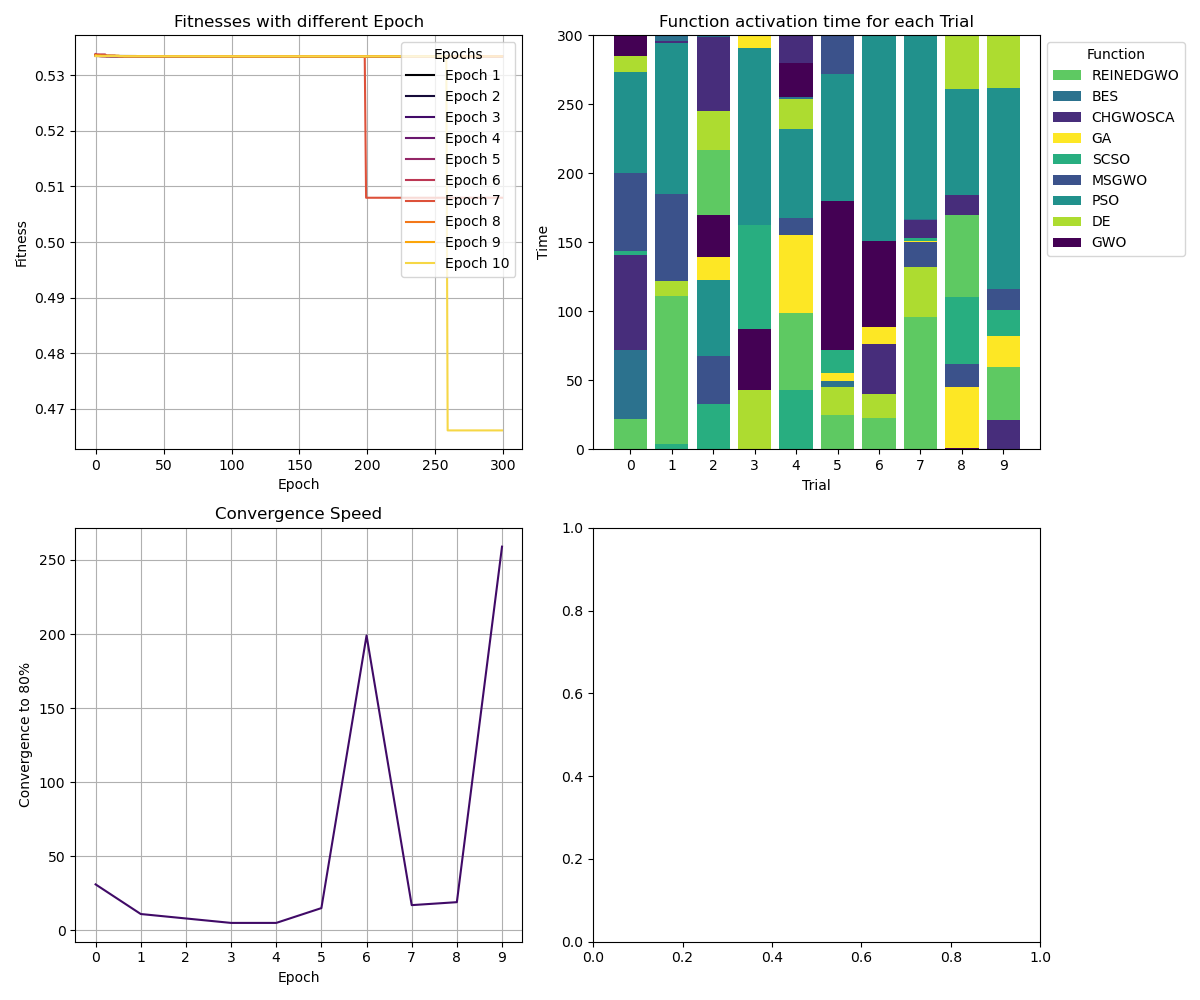 Fitnesses with different Epoch
Fitness
0.53
0.52
0.51
0.50
0.49
0.48
0.47
0
50
100
150
200
250
300
Epoch
Epochs
Epoch 1
Epoch 2
Epoch 3
Epoch 4
Epoch 5
Epoch 6
Epoch 7
Epoch 8
Epoch 9
Epoch 10
Function activation time for each Trial
Time
300
250
200
150
100
50
0
0
1
2
3
4
5
6
7
8
9
Trial
Function
REINEDGWO
BES
CHGWOSCA
GA
SCSO
MSGWO
PSO
DE
GWO
Convergence Speed
Convergence to 80%
250
200
150
100
50
0
0
1
2
3
4
5
6
7
8
9
Epoch
1.0
0.8
0.6
0.4
0.2
0.0
0.0
0.2
0.4
0.6
0.8
1.0